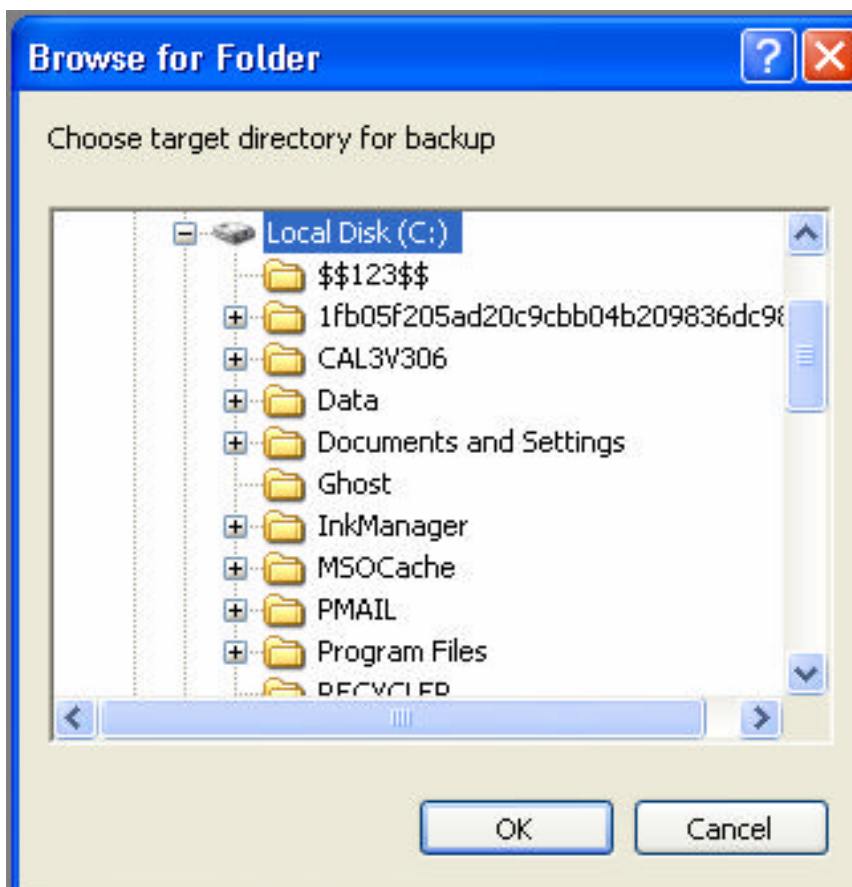 Browse for Folder
Choose target directory for backup
Local Disk (C:)
$$123$$
1fb05f205ad20c9cbb04b209836dc98
CAL3V306
Data
Documents and Settings
Ghost
InkManager
MSOCache
PMAIL
Program Files
RECYCLER
OK
Cancel